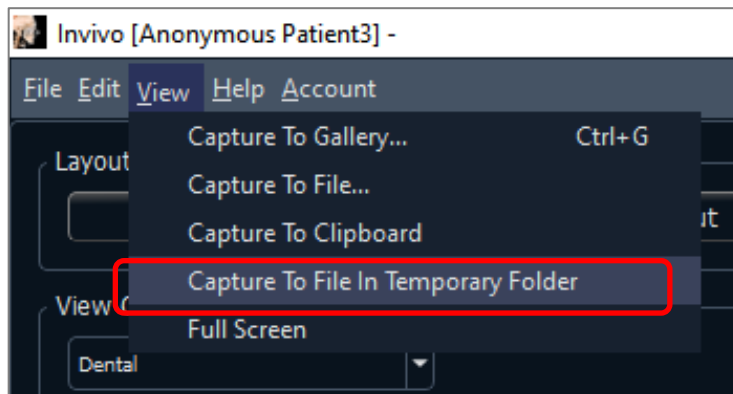 Invivo [Anonymous Patient3] -
File Edit View Help Account
Capture To Gallery... Ctrl+G
Layout
Capture To File...
Capture To Clipboard
Capture To File In Temporary Folder
View
Full Screen
Dental